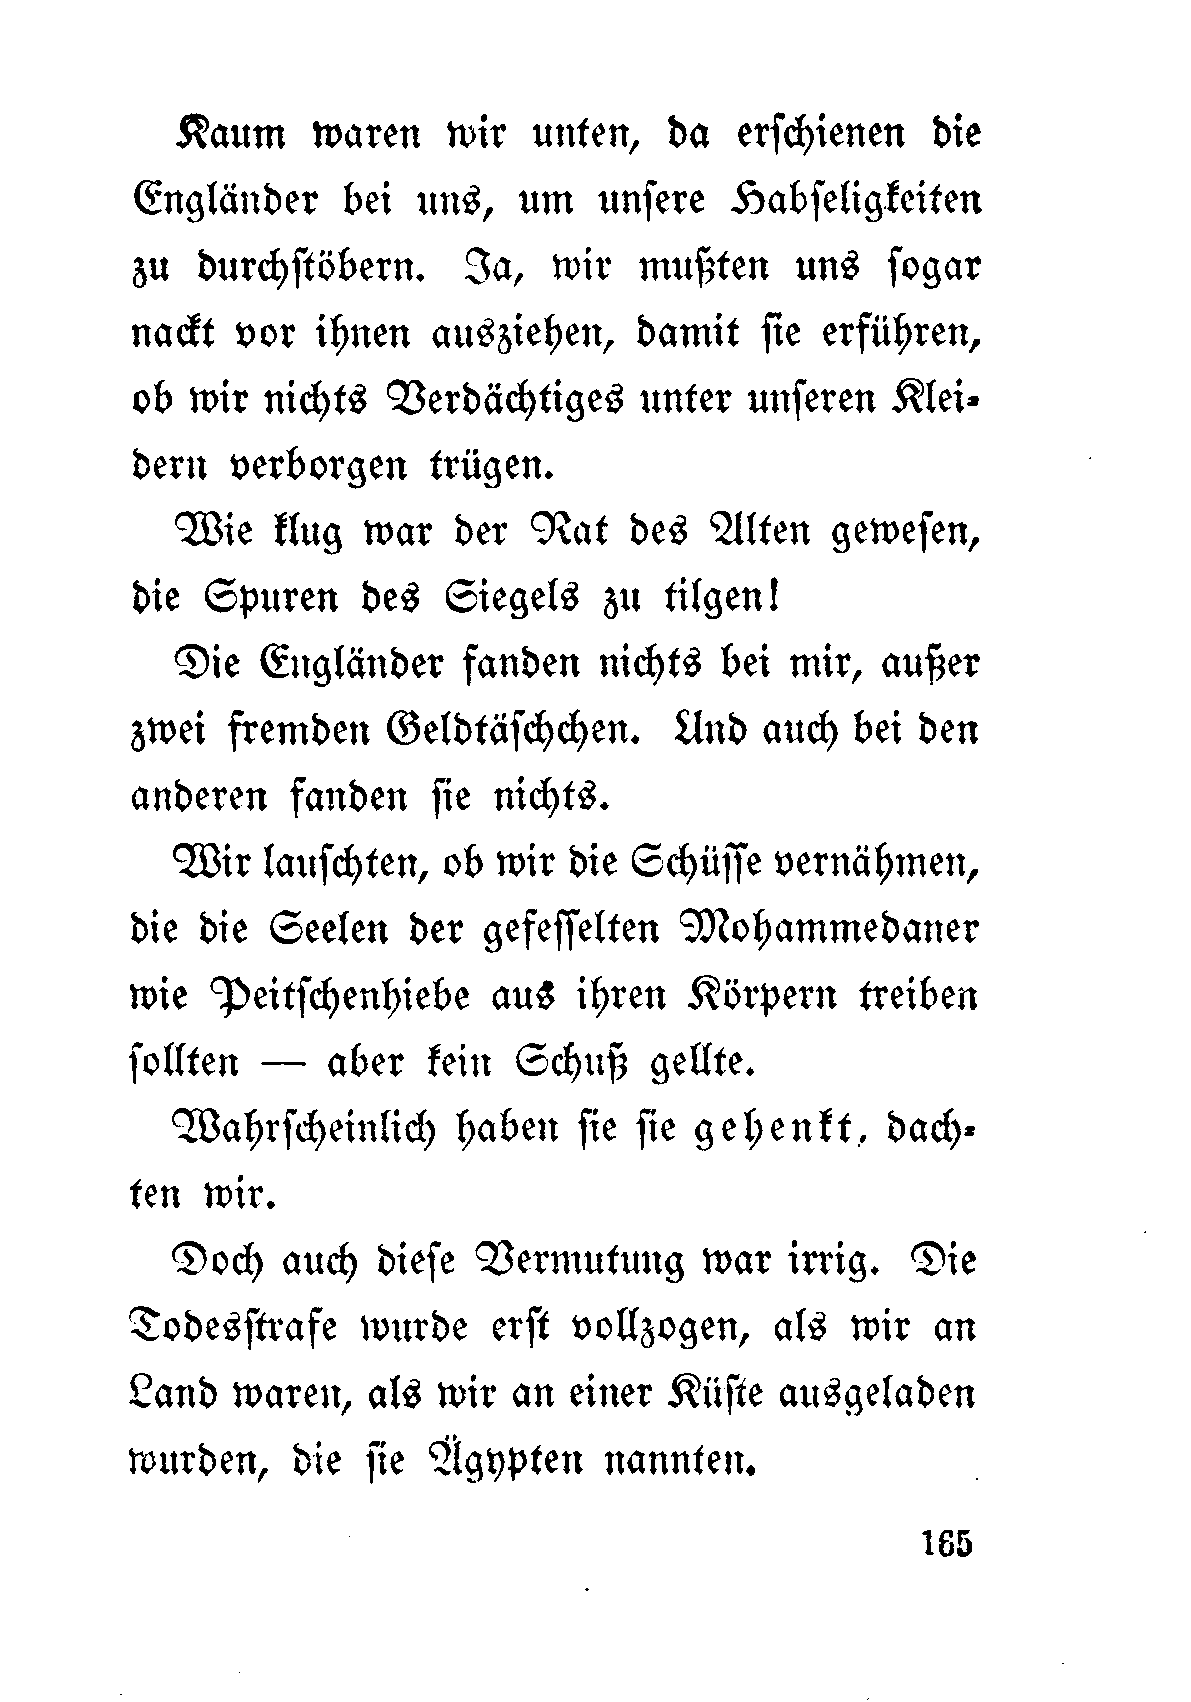 Kaum waren wir unten, da erschienen die
Engländer bei uns, um unsere Habseligkeiten
zu durchstöbern. Ja, wir mußten uns sogar
nackt vor ihnen ausziehen, damit sie erführen,
ob wir nichts Verdächtiges unter unseren Klei-
dern verborgen trügen.
Wie klug war der Rat des Alten gewesen,
die Spuren des Siegels zu tilgen!
Die Engländer fanden nichts bei mir, außer
zwei fremden Geldtäschchen. Und auch bei den
anderen fanden sie nichts.
Wir lauschten, ob wir die Schüsse vernähmen,
die die Seelen der gefesselten Mohammedaner
wie Peitschenhiebe aus ihren Körpern treiben
sollten — aber kein Schuß gellte.
Wahrscheinlich haben sie sie gehenkt, dach-
ten wir.
Doch auch diese Vermutung war irrig. Die
Todesstrafe wurde erst vollzogen, als wir an
Land waren, als wir an einer Küste ausgeladen
wurden, die sie Ägypten nannten.
165